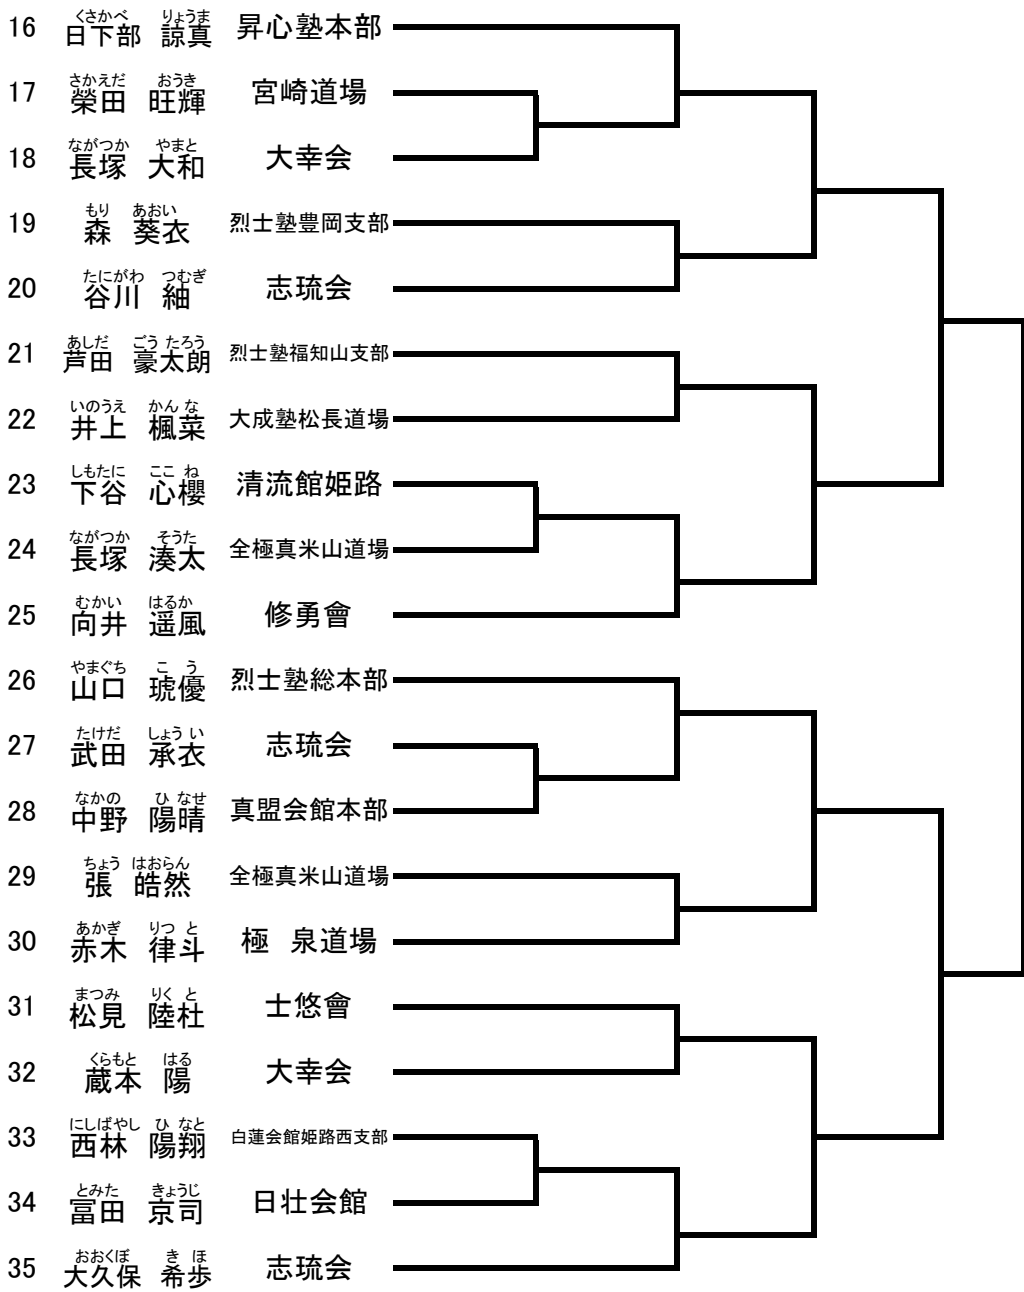 くさかべ りょうま
16 日下部 諒真 昇心塾本部
さかえだ おうき
17 榮田 旺輝 宮崎道場
ながつか やまと
18 長塚 大和 大幸会
もり あおい
19 森 葵衣 烈士塾豊岡支部
たにがわ つむぎ
20 谷川 紬 志琉会
あしだ ごう たろう
21 芦田 豪太朗 烈士塾福知山支部
いのうえ かん な
22 井上 楓菜 大成塾松長道場
しもたに ここ ね
23 下谷 心櫻 清流館姫路
ながつか そうた
24 長塚 湊太 全極真米山道場
むかい はるか
25 向井 遥風 修勇會
やまぐち こ う
26 山口 琥優 烈士塾総本部
たけだ しょう い
27 武田 承衣 志琉会
なかの ひ なせ
28 中野 陽晴 真盟会館本部
ちょう はおらん
29 張 皓然 全極真米山道場
あかぎ りつ と
30 赤木 律斗 極 泉道場
まつみ りく と
31 松見 陸杜 士悠會
くらもと はる
32 蔵本 陽 大幸会
にしばやし ひ なと
33 西林 陽翔 白蓮会館姫路西支部
とみた きょうじ
34 冨田 京司 日壮会館
おおくぼ き ほ
35 大久保 希歩 志琉会